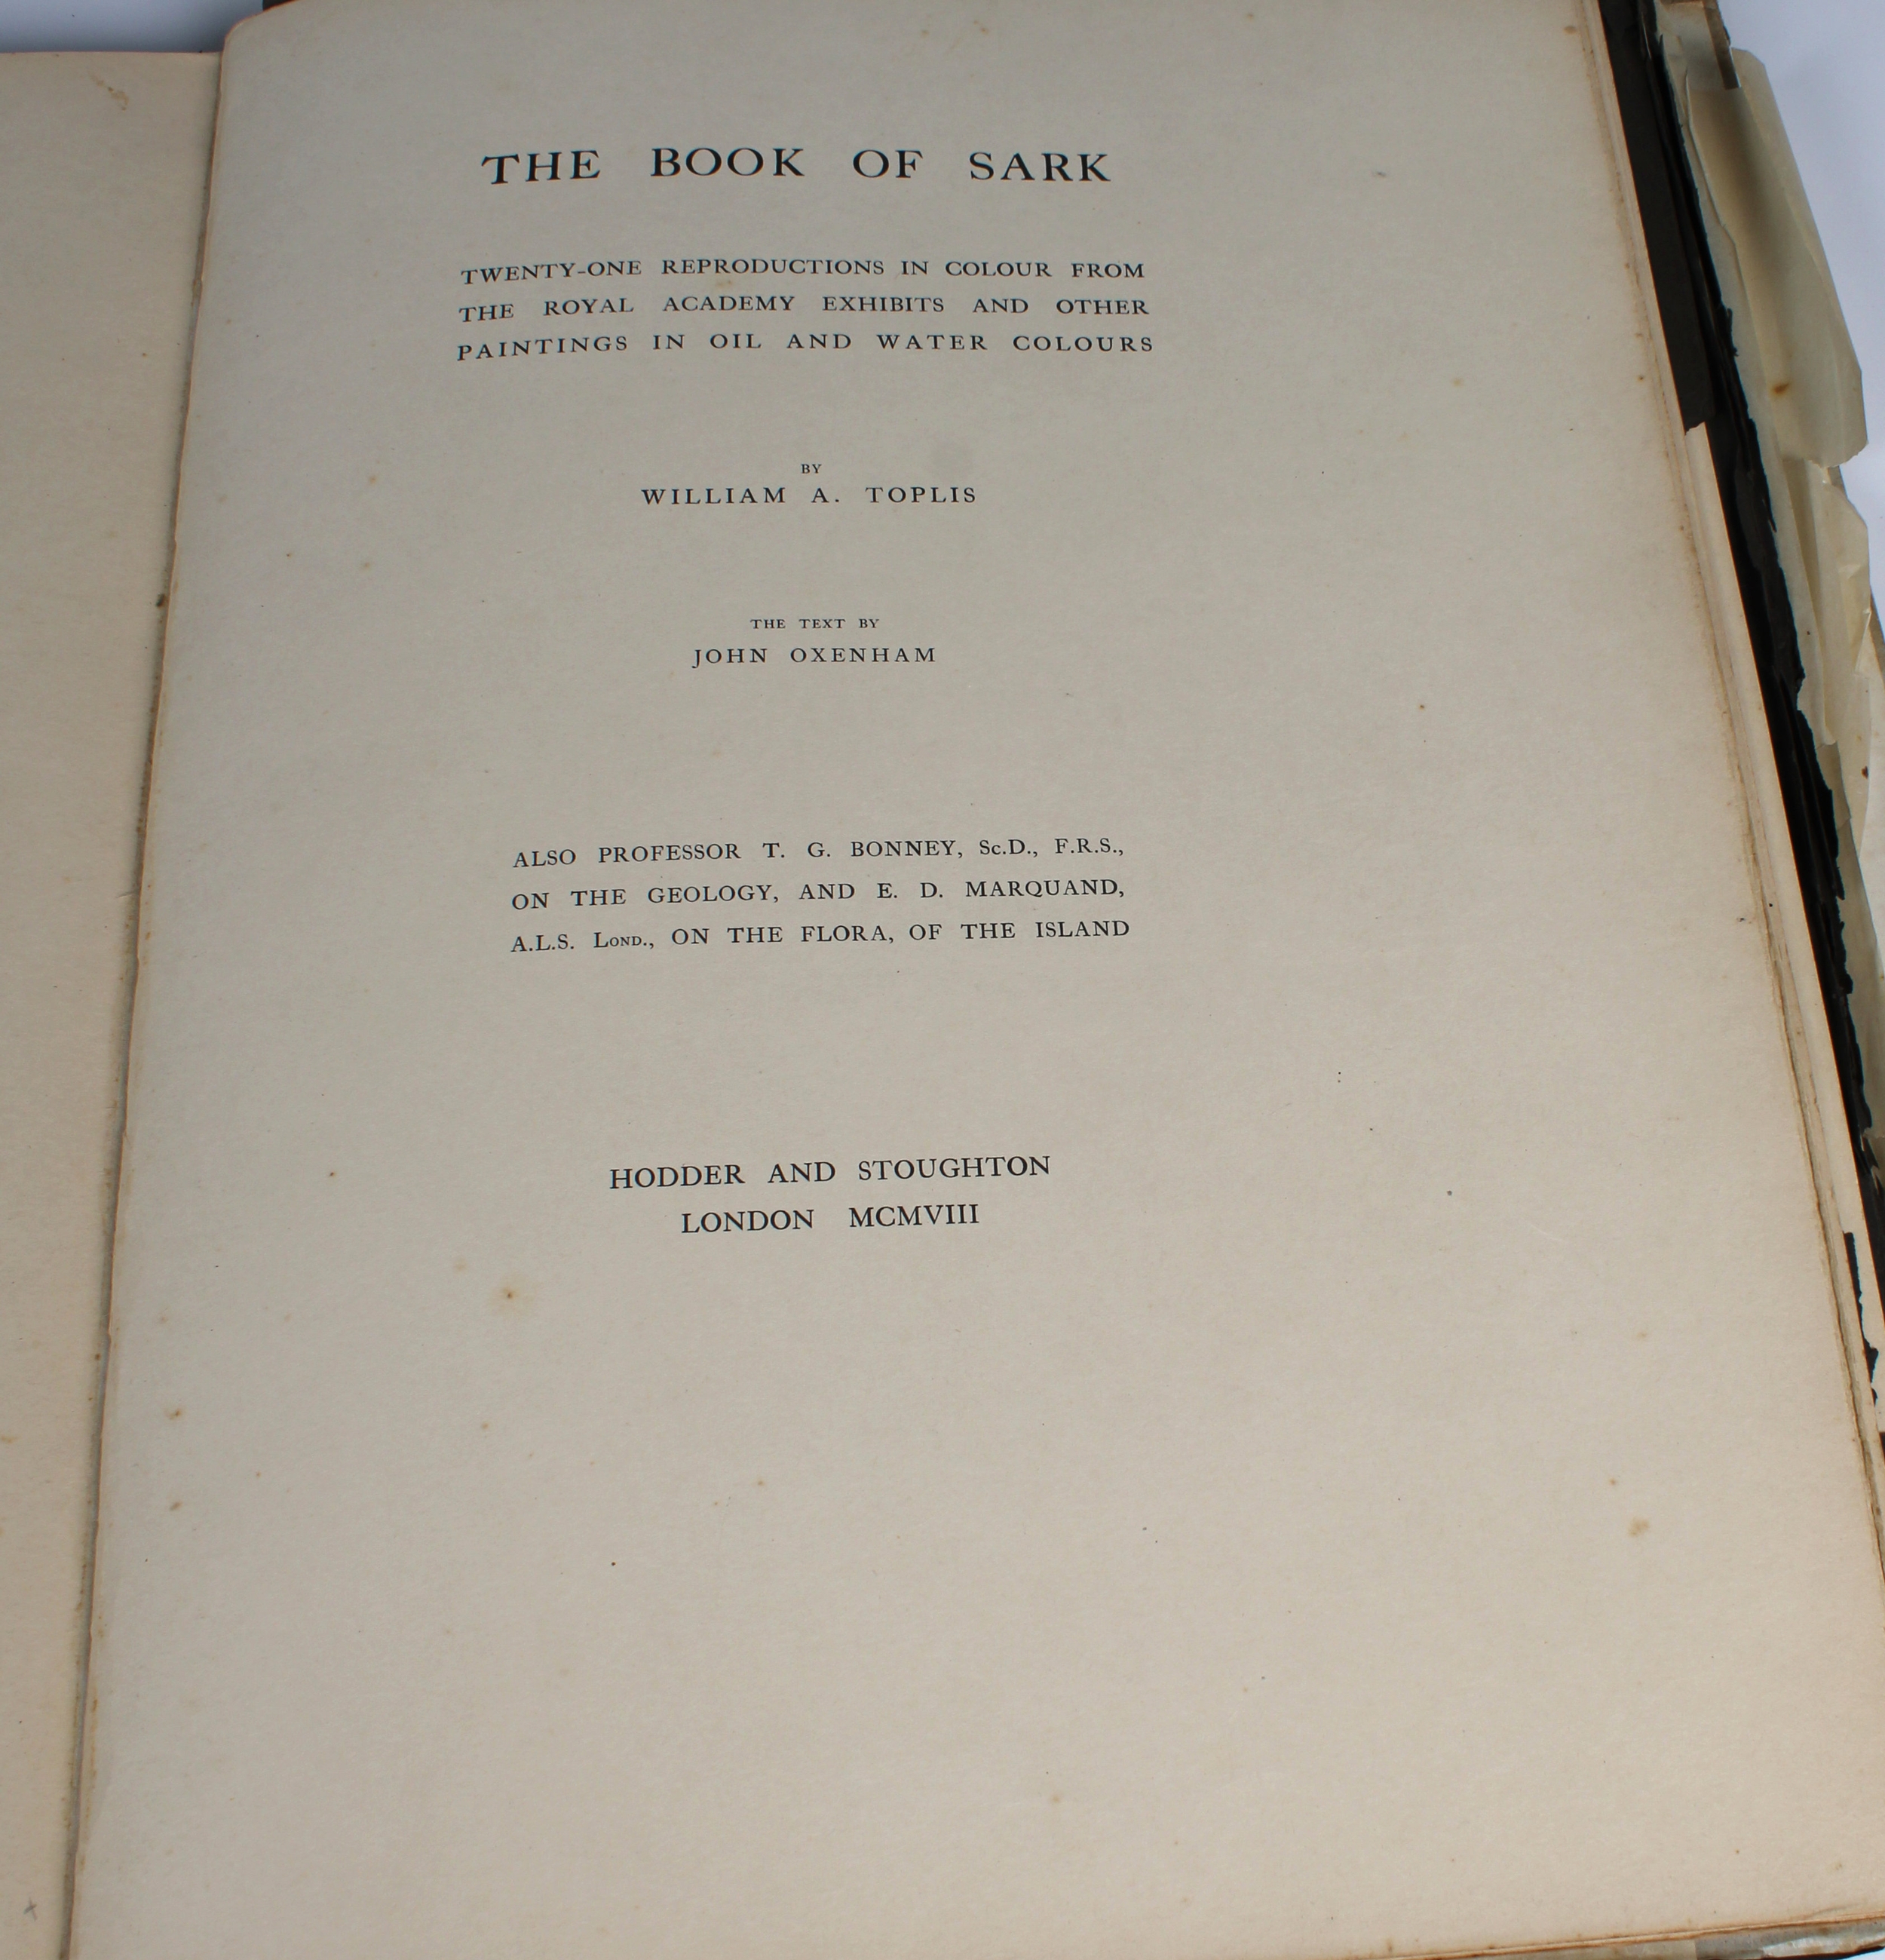 THE BOOK OF SARK
TWENTY-ONE REPRODUCTIONS IN COLOUR FROM
THE ROYAL ACADEMY EXHIBITS AND OTHER
PAINTINGS IN OIL AND WATER COLOURS
BY
WILLIAM A. TOPLIS
THE TEXT BY
JOHN OXENHAM
ALSO PROFESSOR T. G. BONNEY, Sc.D., F.R.S.,
ON THE GEOLOGY, AND E. D. MARQUAND,
A.L.S. Lond., ON THE FLORA, OF THE ISLAND
HODDER AND STOUGHTON
LONDON MCMVIII